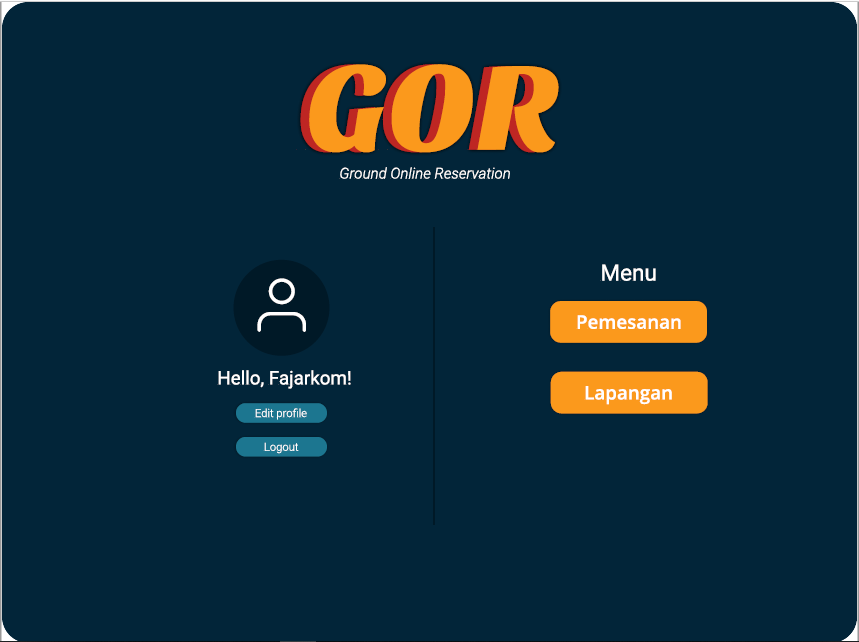 GOR
Ground Online Reservation
Hello, Fajarkom!
Edit profile
Logout
Menu
Pemesanan
Lapangan